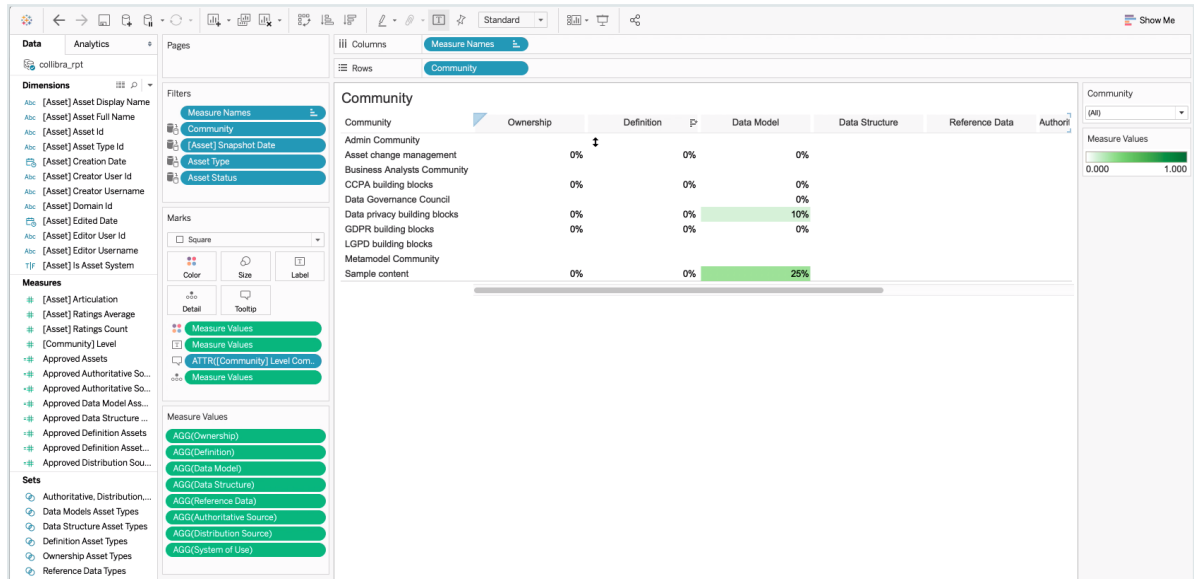 Standard
Show Me
Data
Analytics
collibra_rpt
Dimensions
Abc [Asset] Asset Display Name
Abc [Asset] Asset Full Name
Abc [Asset] Asset Id
Abc [Asset] Asset Type Id
[Asset] Creation Date
Abc [Asset] Creator User Id
Abc [Asset] Creator Username
Abc [Asset] Domain Id
[Asset] Edited Date
Abc [Asset] Editor User Id
Abc [Asset] Editor Username
T|F [Asset] Is Asset System
Measures
# [Asset] Articulation
# [Asset] Ratings Average
# [Asset] Ratings Count
# [Community] Level
=# Approved Assets
=# Approved Authoritative So...
=# Approved Authoritative So...
=# Approved Data Model Ass...
=# Approved Data Structure ...
=# Approved Definition Assets
=# Approved Definition Asset...
=# Approved Distribution Sou...
Sets
Authoritative, Distribution,...
Data Models Asset Types
Data Structure Asset Types
Definition Asset Types
Ownership Asset Types
Reference Data Types
Pages
Filters
Measure Names
Community
[Asset] Snapshot Date
Asset Type
Asset Status
Marks
Square
Color Size Label
Detail Tooltip
Measure Values
Measure Values
ATTR([Community] Level Com..
Measure Values
Measure Values
AGG(Ownership)
AGG(Definition)
AGG(Data Model)
AGG(Data Structure)
AGG(Reference Data)
AGG(Authoritative Source)
AGG(Distribution Source)
AGG(System of Use)
Columns Measure Names
Rows Community
Community
Community Ownership Definition Data Model Data Structure Reference Data Authorit
Admin Community
Asset change management 0% 0% 0%
Business Analysts Community
CCPA building blocks 0% 0% 0%
Data Governance Council 0%
Data privacy building blocks 0% 0% 10%
GDPR building blocks 0% 0% 0%
LGPD building blocks
Metamodel Community
Sample content 0% 0% 25%
Community
(All)
Measure Values
0.000 1.000